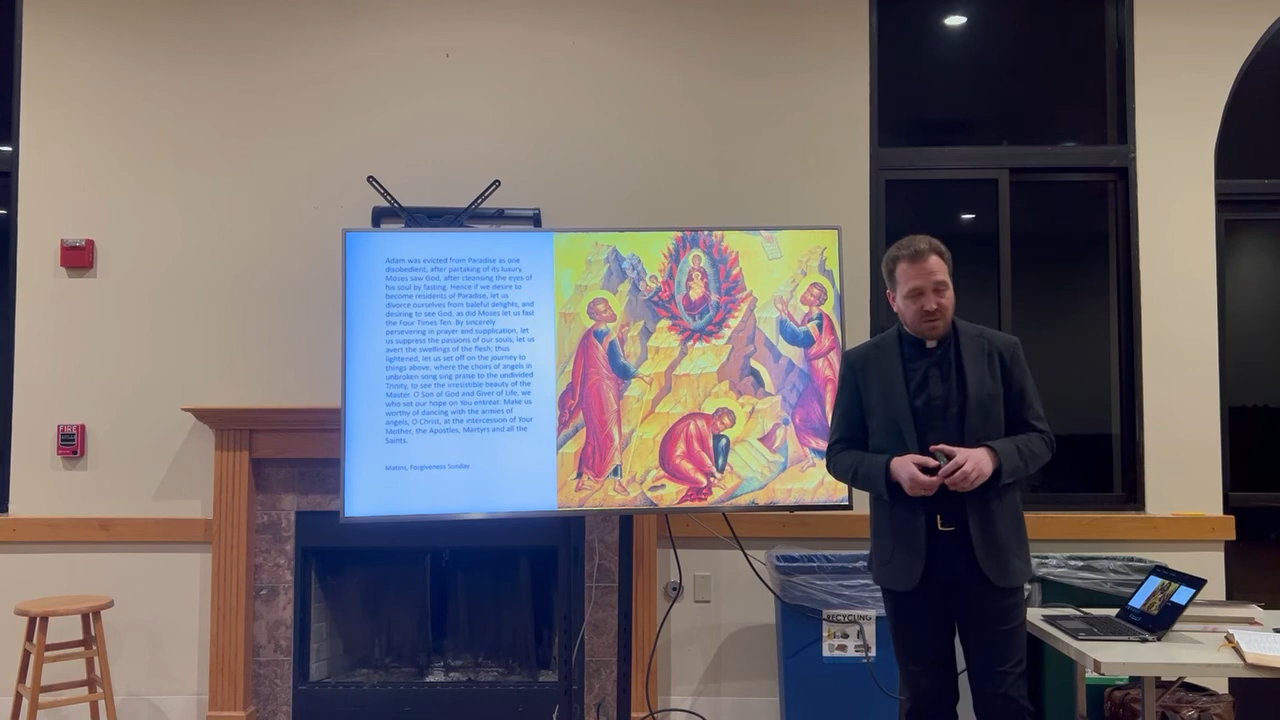 FIRE
Adam was evicted from Paradise as one
disobedient, after partaking of its luxury.
Moses saw God, after cleansing the eyes of
his soul by fasting. Hence if we desire to
become residents of Paradise, let us
divorce ourselves from baleful delights, and
desiring to see God, as did Moses let us fast
the Four Times Ten. By sincerely
persevering in prayer and supplication, let
us suppress the passions of our souls; let us
avert the swellings of the flesh; thus
lightened, let us set off on the journey to
things above, where the choirs of angels in
unbroken song sing praise to the undivided
Trinity, to see the irresistible beauty of the
Master. O Son of God and Giver of Life, we
who set our hope on You entreat: Make us
worthy of dancing with the armies of
angels, O Christ, at the intercession of Your
Mother, the Apostles, Martyrs and all the
Saints.
Matins, Forgiveness Sunday
RECYCLING